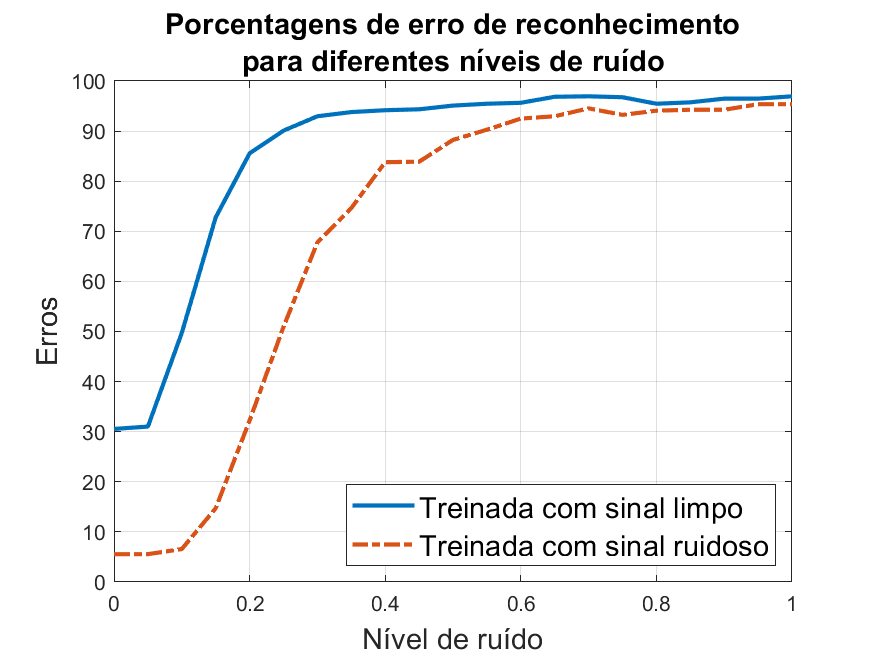 Porcentagens de erro de reconhecimento
para diferentes níveis de ruído
100
90
80
70
60
50
40
30
20
10
0
Erros
Treinada com sinal limpo
Treinada com sinal ruidoso
0 0.2 0.4 0.6 0.8 1
Nível de ruído